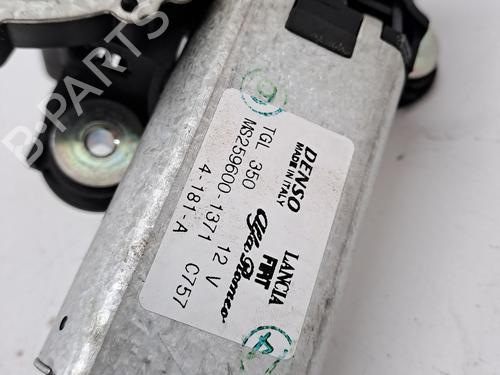 DENSO LANCIA
MADE IN ITALY FIAT
Alfa Romeo
TGL 350 12 V C757
MS259600-1371
4-181-A
B-PARTS